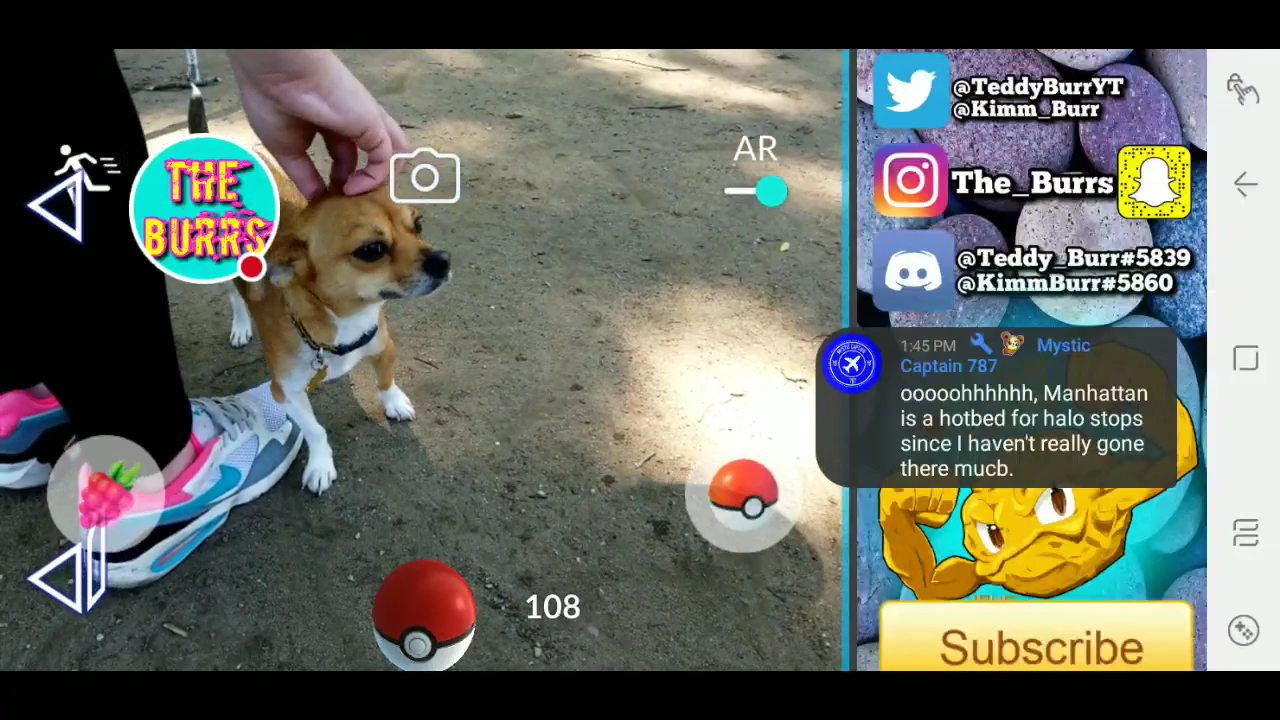 THE
BURRS
AR
108
@TeddyBurrYT
@Kimm_Burr
The_Burrs
@Teddy_Burr#5839
@KimmBurr#5860
1:45 PM Mystic
Captain 787
ooooohhhhhh, Manhattan
is a hotbed for halo stops
since I haven't really gone
there mucb.
Subscribe